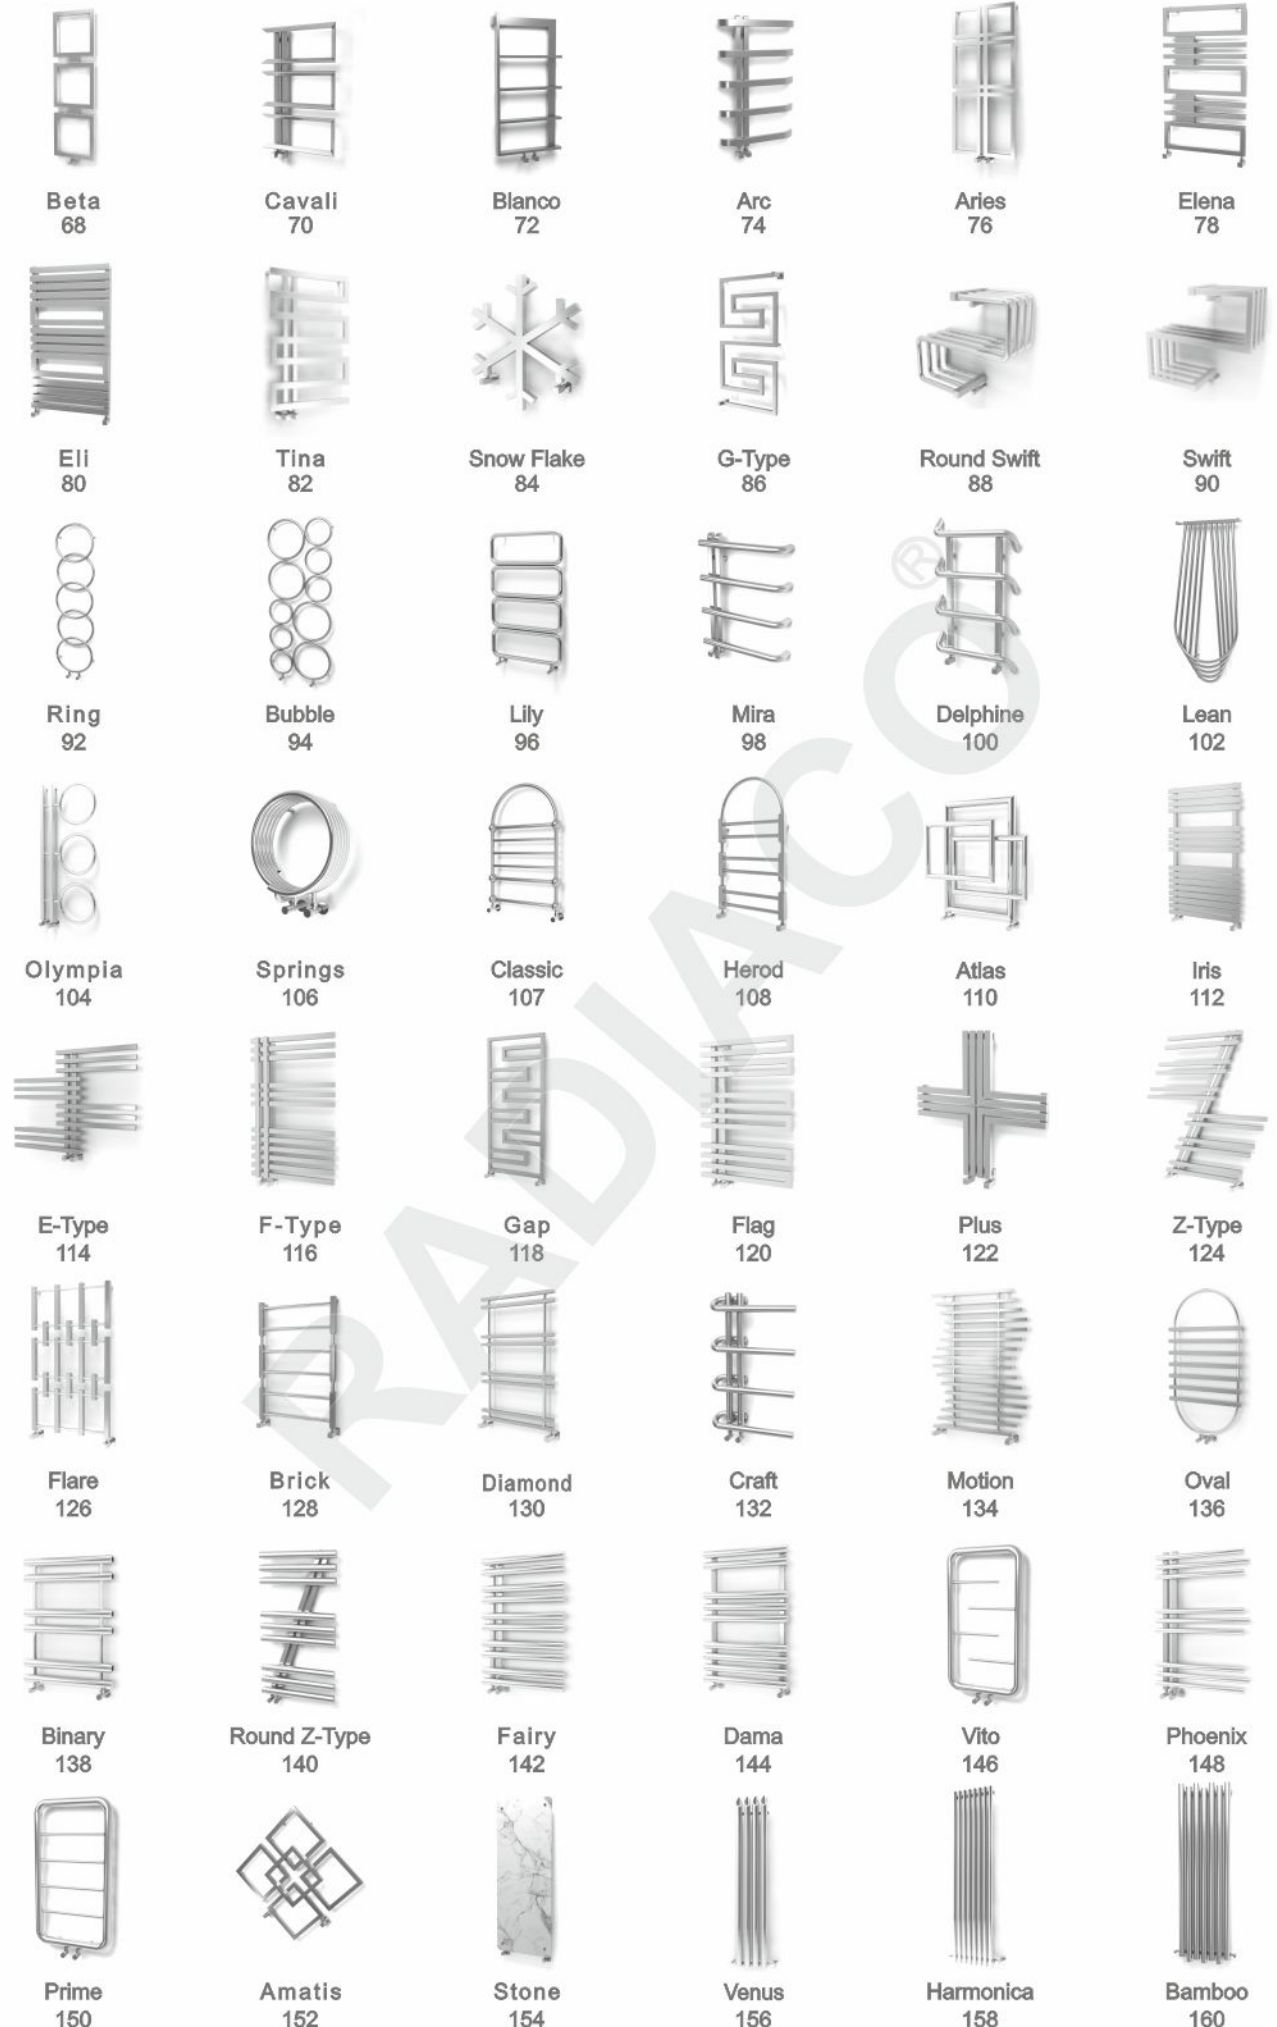 Beta Cavali Blanco Arc Aries Elena
68 70 72 74 76 78
Eli Tina Snow Flake G-Type Round Swift Swift
80 82 84 86 88 90
®
Ring Bubble Lily Mira Delphine Lean
92 94 96 98 100 102
Olympia Springs Classic Herod Atlas Iris
104 106 107 108 110 112
E-Type F-Type Gap Flag Plus Z-Type
114 116 118 120 122 124
RADIACO
Flare Brick Diamond Craft Motion Oval
126 128 130 132 134 136
Binary Round Z-Type Fairy Dama Vito Phoenix
138 140 142 144 146 148
Prime Amatis Stone Venus Harmonica Bamboo
150 152 154 156 158 160